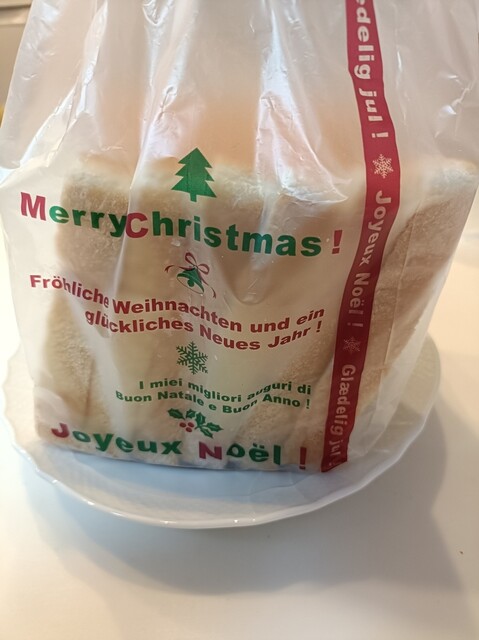 Merry Christmas !
Fröhliche Weihnachten und ein
glückliches Neues Jahr !
I miei migliori auguri di
Buon Natale e Buon Anno !
Joyeux Noël !
ædelig jul ! Joyeux Noël ! Glædelig jul !